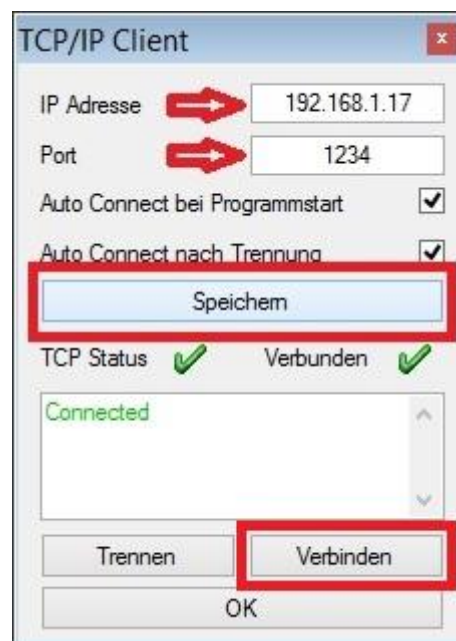 TCP/IP Client
x
IP Adresse 192.168.1.17
Port 1234
Auto Connect bei Programmstart
Auto Connect nach Trennung
Speichern
TCP Status Verbunden
Connected
Trennen Verbinden
OK